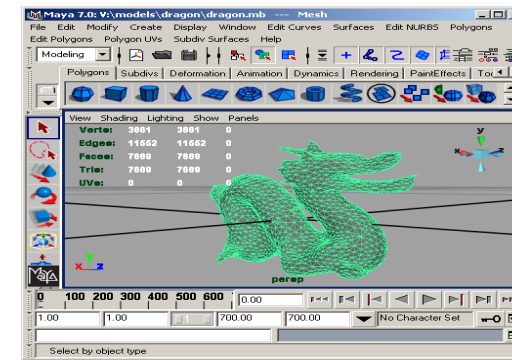 Maya 7.0: V:\models\dragon\dragon.mb --- Mesh
File Edit Modify Create Display Window Edit Curves Surfaces Edit NURBS Polygons
Edit Polygons Polygon UVs Subdiv Surfaces Help
Modeling
Polygons Subdivs Deformation Animation Dynamics Rendering PaintEffects
View Shading Lighting Show Panels
Verts: 3881 3881 0
Edges: 11552 11552 0
Faces: 7689 7689 0
Tris: 7689 7689 0
UVs: 0 0 0
y
x z
y
x z
persp
Maya
0 100 200 300 400 500 600 0.00
1.00 1.00 1 700.00 700.00 No Character Set
Select by object type